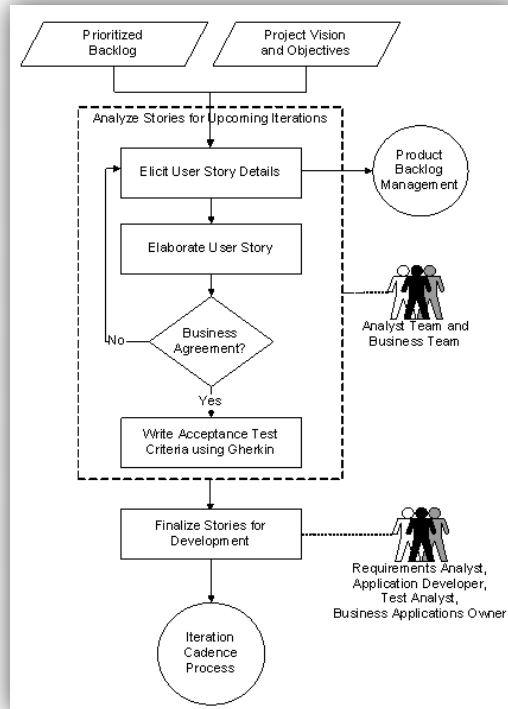 Prioritized
Backlog
Project Vision
and Objectives
Analyze Stories for Upcoming Iterations
Elicit User Story Details
Product
Backlog
Management
Elaborate User Story
Business
Agreement?
No
Yes
Analyst Team and
Business Team
Write Acceptance Test
Criteria using Gherkin
Finalize Stories for
Development
Requirements Analyst,
Application Developer,
Test Analyst,
Business Applications Owner
Iteration
Cadence
Process